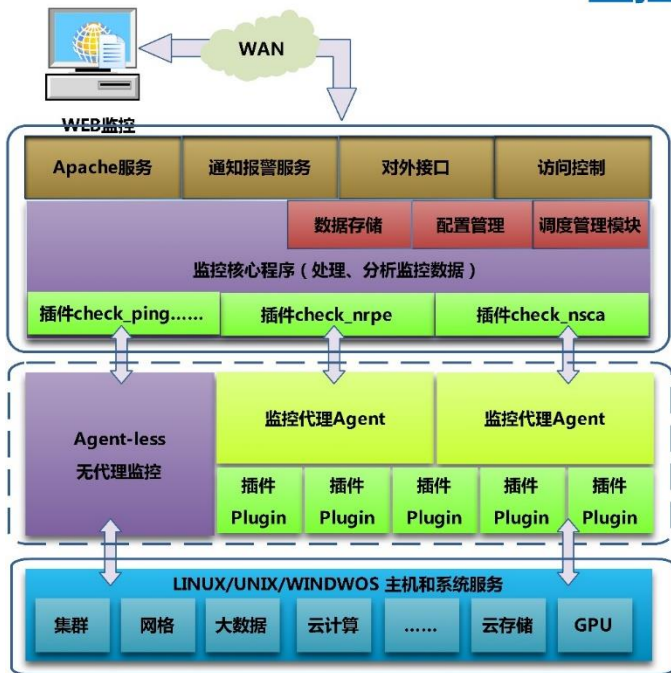 WAN
WEB监控
Apache服务
通知报警服务
对外接口
访问控制
数据存储
配置管理
调度管理模块
监控核心程序（处理、分析监控数据）
插件check_ping……
插件check_nrpe
插件check_nsca
Agent-less
无代理监控
监控代理Agent
监控代理Agent
插件
Plugin
插件
Plugin
插件
Plugin
插件
Plugin
插件
Plugin
LINUX/UNIX/WINDWOS 主机和系统服务
集群
网格
大数据
云计算
……
云存储
GPU